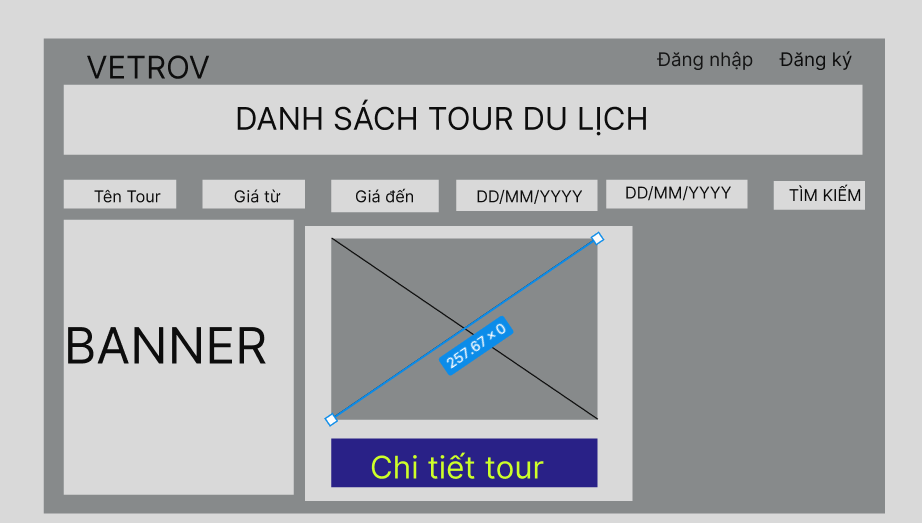 VETROV
Đăng nhập
Đăng ký
DANH SÁCH TOUR DU LỊCH
Tên Tour
Giá từ
Giá đến
DD/MM/YYYY
DD/MM/YYYY
TÌM KIẾM
BANNER
257.67 × 0
Chi tiết tour